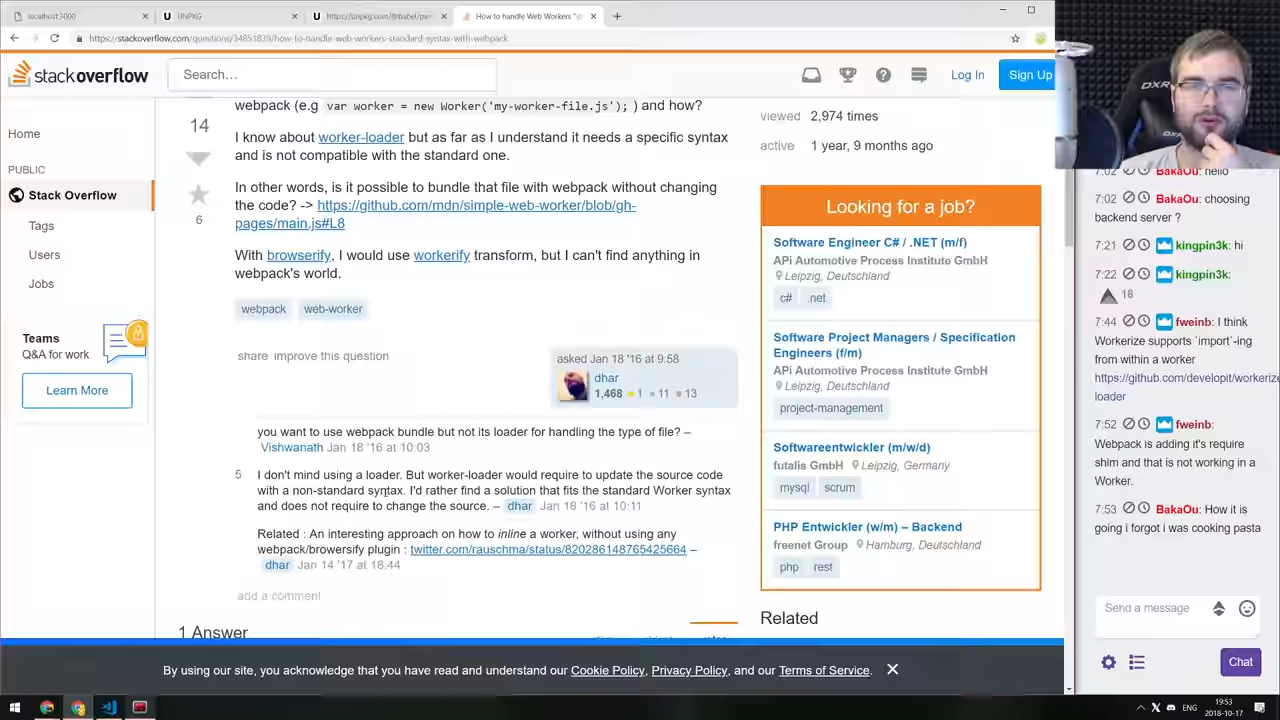 localhost:3000
UNPKG
https://unpkg.com/@babel/pwr
How to handle Web Workers "st
https://stackoverflow.com/questions/34851839/how-to-handle-web-workers-standard-syntax-with-webpack
stackoverflow
Search...
Log In
Sign Up
Home
PUBLIC
Stack Overflow
Tags
Users
Jobs
Teams
Q&A for work
Learn More
webpack (e.g var worker = new Worker('my-worker-file.js'); ) and how?
14
I know about worker-loader but as far as I understand it needs a specific syntax
and is not compatible with the standard one.
6
In other words, is it possible to bundle that file with webpack without changing
the code? -> https://github.com/mdn/simple-web-worker/blob/gh-
pages/main.js#L8
With browserify, I would use workerify transform, but I can't find anything in
webpack's world.
webpack web-worker
share improve this question
asked Jan 18 '16 at 9:58
dhar
1,468 1 11 13
you want to use webpack bundle but not its loader for handling the type of file? –
Vishwanath Jan 18 '16 at 10:03
5 I don't mind using a loader. But worker-loader would require to update the source code
with a non-standard syntax. I'd rather find a solution that fits the standard Worker syntax
and does not require to change the source. – dhar Jan 18 '16 at 10:11
Related : An interesting approach on how to inline a worker, without using any
webpack/browersify plugin : twitter.com/rauschma/status/820286148765425664 –
dhar Jan 14 '17 at 18:44
add a comment
1 Answer
viewed 2,974 times
active 1 year, 9 months ago
Looking for a job?
Software Engineer C# / .NET (m/f)
APi Automotive Process Institute GmbH
Leipzig, Deutschland
c# .net
Software Project Managers / Specification
Engineers (f/m)
APi Automotive Process Institute GmbH
Leipzig, Deutschland
project-management
Softwareentwickler (m/w/d)
futalis GmbH Leipzig, Germany
mysql scrum
PHP Entwickler (w/m) – Backend
freenet Group Hamburg, Deutschland
php rest
Related
By using our site, you acknowledge that you have read and understand our Cookie Policy, Privacy Policy, and our Terms of Service.
DXR
7:02 BakaOu: hello
7:02 BakaOu: choosing
backend server ?
7:21 kingpin3k: hi
7:22 kingpin3k:
18
7:44 fweinb: I think
Workerize supports `import`-ing
from within a worker
https://github.com/developit/workerize
loader
7:52 fweinb:
Webpack is adding it's require
shim and that is not working in a
Worker.
7:53 BakaOu: How it is
going i forgot i was cooking pasta
Send a message
Chat
ENG
19:53
2018-10-17